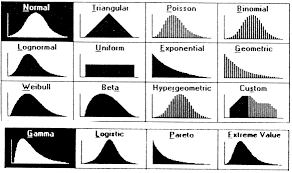 Normal Triangular Poisson Binomial
Lognormal Uniform Exponential Geometric
Weibull Beta Hypergeometric Custom
Gamma Logistic Pareto Extreme Value